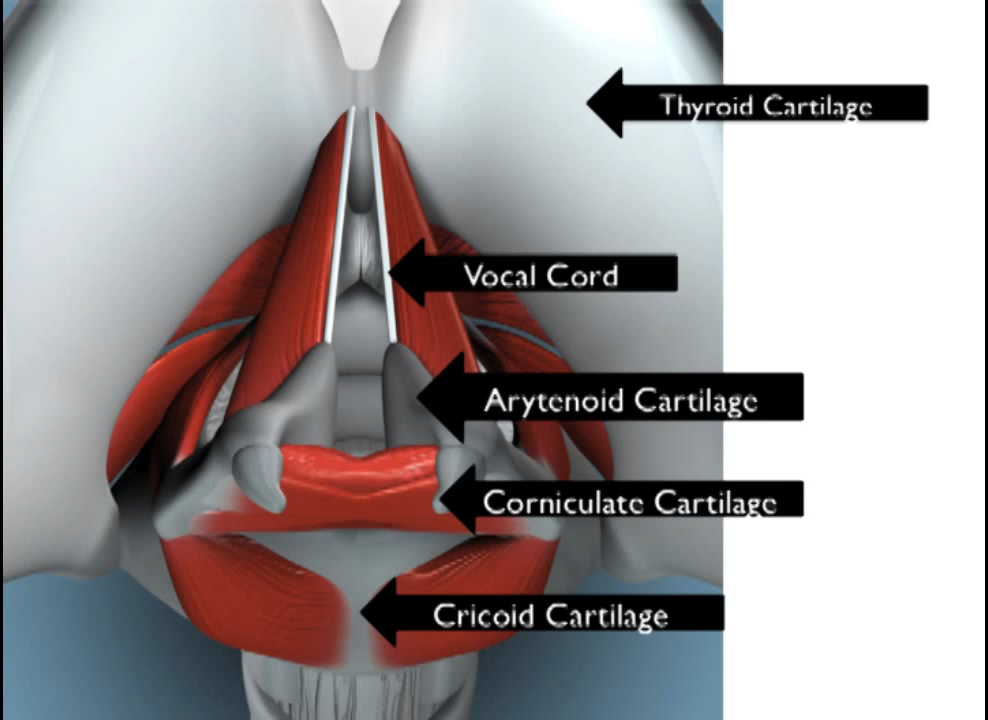 Thyroid Cartilage
Vocal Cord
Arytenoid Cartilage
Corniculate Cartilage
Cricoid Cartilage